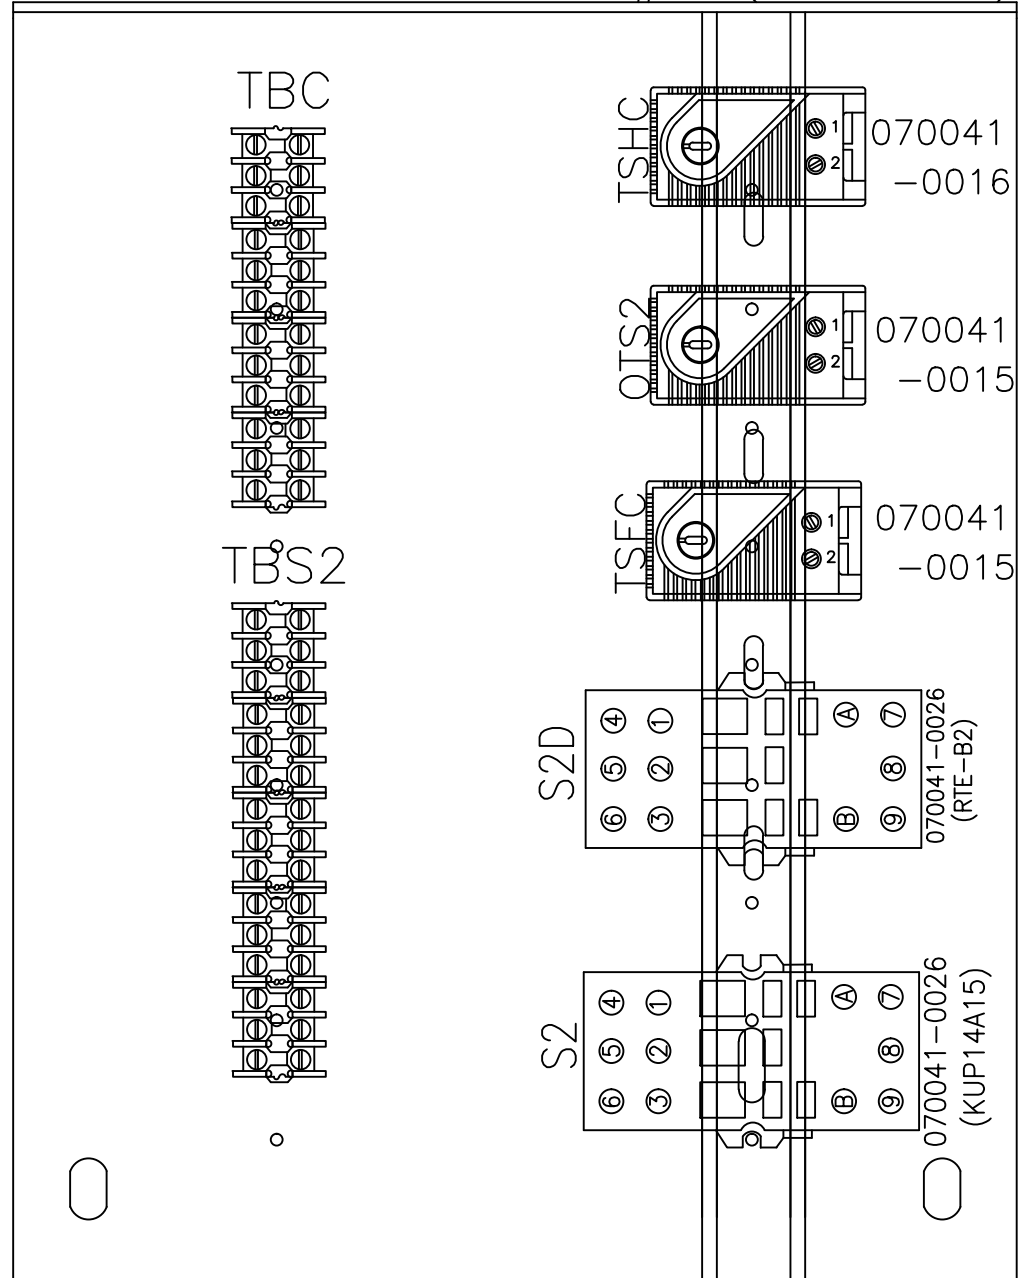 TBC
TSHC
1
2
070041
-0016
OTS2
1
2
070041
-0015
TSFC
1
2
070041
-0015
TBS2
S2D
4 1 A 7
5 2 8
6 3 B 9
070041-0026
(RTE-B2)
S2
4 1 A 7
5 2 8
6 3 B 9
070041-0026
(KUP14A15)